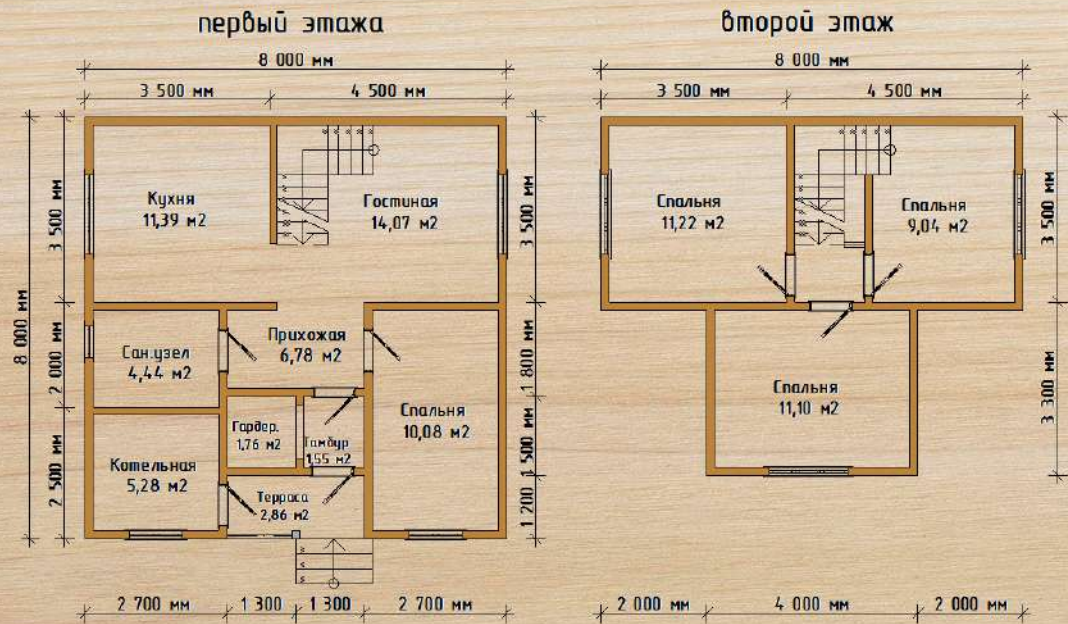 первый этажа
8 000 мм
3 500 мм
4 500 мм
8 000 мм
3 500 мм
2 000 мм
2 500 мм
Кухня
11,39 м2
Гостиная
14,07 м2
Прихожая
6,78 м2
Сан.узел
4,44 м2
Гардер.
1,76 м2
Тамбур
1,55 м2
Спальня
10,08 м2
Котельная
5,28 м2
Терраса
2,86 м2
3 500 мм
1 800 мм
1 500 мм
1 200
2 700 мм
1 300
1 300
2 700 мм
второй этаж
8 000 мм
3 500 мм
4 500 мм
Спальня
11,22 м2
Спальня
9,04 м2
Спальня
11,10 м2
3 500 мм
3 300 мм
2 000 мм
4 000 мм
2 000 мм